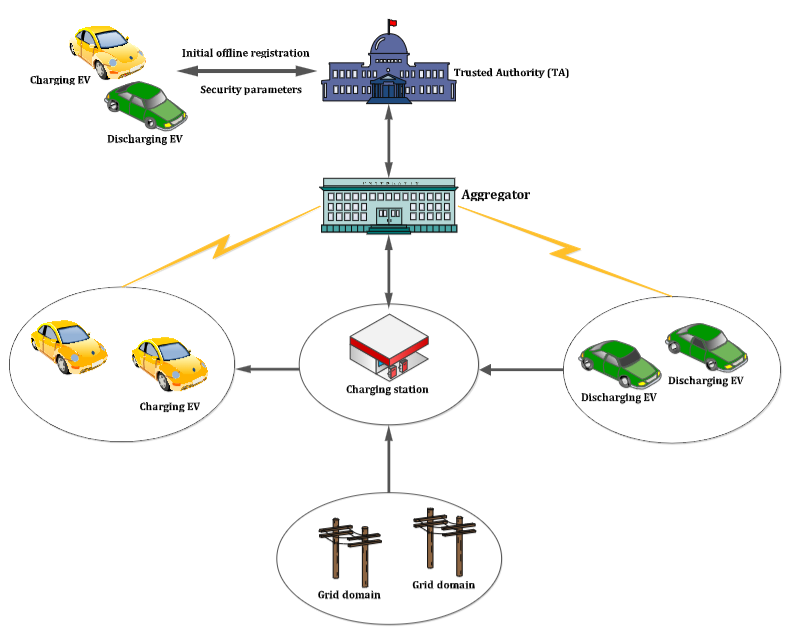 Initial offline registration
Charging EV
Security parameters
Trusted Authority (TA)
Discharging EV
Aggregator
Charging station
Charging EV
Discharging EV
Discharging EV
Grid domain
Grid domain